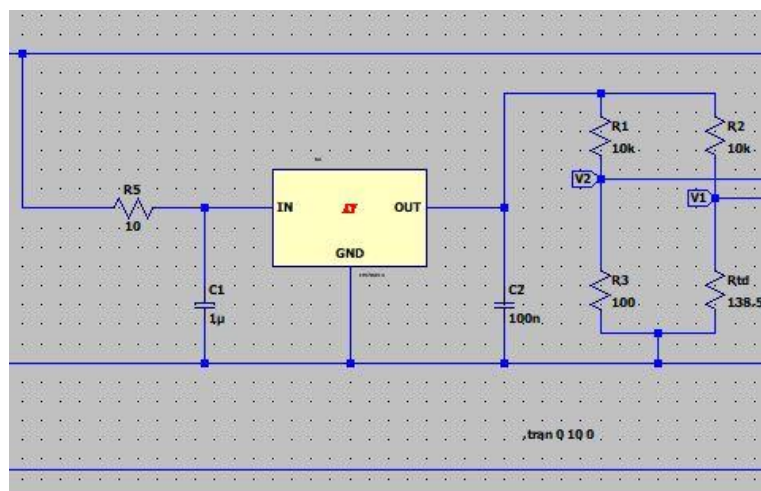 R1
10k
R2
10k
V2
V1
R5
10
IN
OUT
GND
C1
1µ
C2
100n
R3
100
Rtd
138.5
.tran 0 10 0